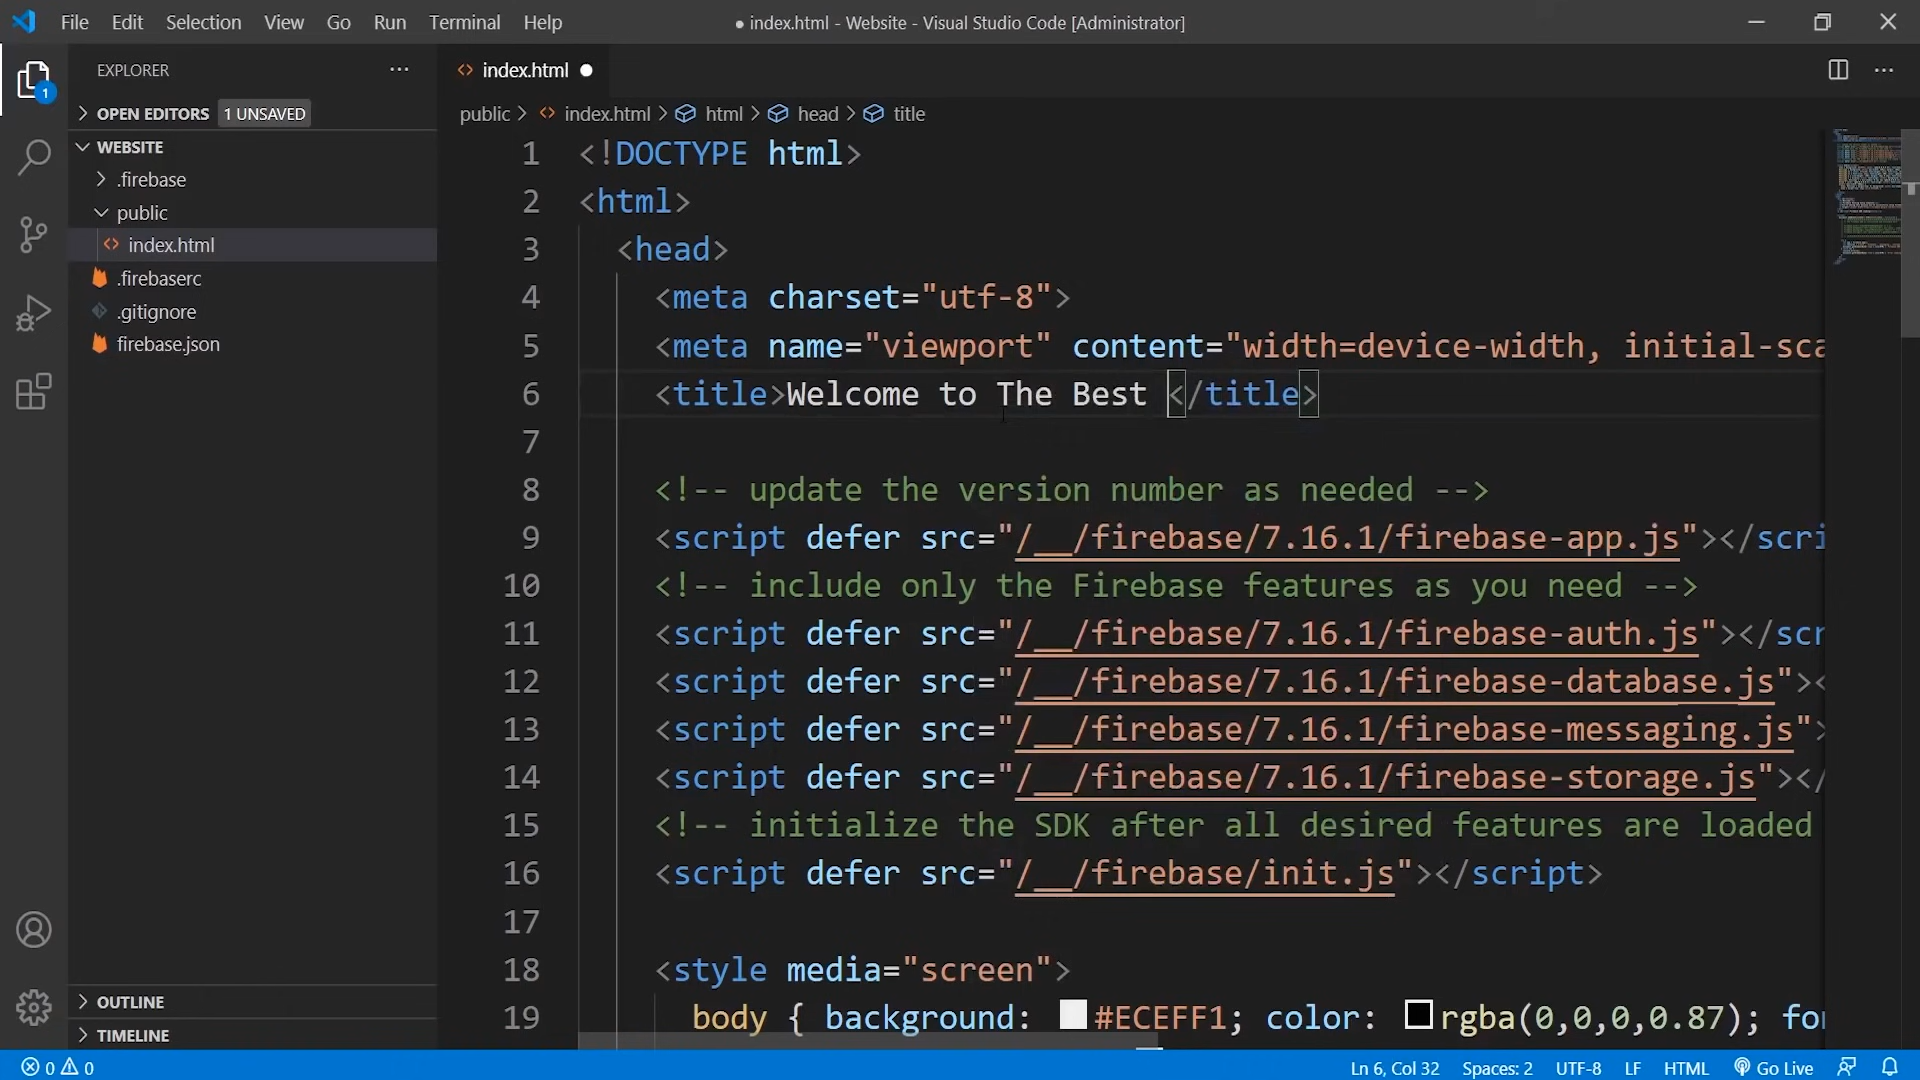 File Edit Selection View Go Run Terminal Help
● index.html - Website - Visual Studio Code [Administrator]
EXPLORER
OPEN EDITORS 1 UNSAVED
WEBSITE
.firebase
public
index.html
.firebaserc
.gitignore
firebase.json
OUTLINE
TIMELINE
1
index.html ●
public > index.html > html > head > title
1 <!DOCTYPE html>
2 <html>
3 <head>
4 <meta charset="utf-8">
5 <meta name="viewport" content="width=device-width, initial-sca
6 <title>Welcome to The Best </title>
7
8 <!-- update the version number as needed -->
9 <script defer src="/__/firebase/7.16.1/firebase-app.js"></scri
10 <!-- include only the Firebase features as you need -->
11 <script defer src="/__/firebase/7.16.1/firebase-auth.js"></scr
12 <script defer src="/__/firebase/7.16.1/firebase-database.js"><
13 <script defer src="/__/firebase/7.16.1/firebase-messaging.js">
14 <script defer src="/__/firebase/7.16.1/firebase-storage.js"></
15 <!-- initialize the SDK after all desired features are loaded
16 <script defer src="/__/firebase/init.js"></script>
17
18 <style media="screen">
19 body { background: #ECEFF1; color: rgba(0,0,0,0.87); fo
0 0 Ln 6, Col 32 Spaces: 2 UTF-8 LF HTML Go Live